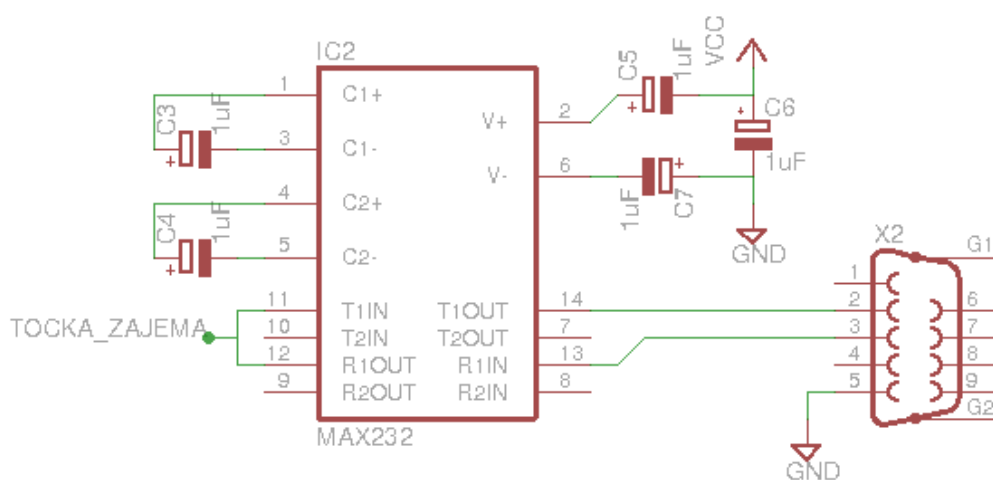 IC2
1
C1+
C3
1uF
3
C1-
4
C2+
C4
1uF
5
C2-
TOCKA_ZAJEMA
11
T1IN
10
T2IN
12
R1OUT
9
R2OUT
V+
2
V-
6
T1OUT
14
T2OUT
7
R1IN
13
R2IN
8
MAX232
C5
1uF
VCC
C6
1uF
1uF
C7
GND
X2
G1
1
2
3
4
5
6
7
8
9
G2
GND
+
+
+
+
+